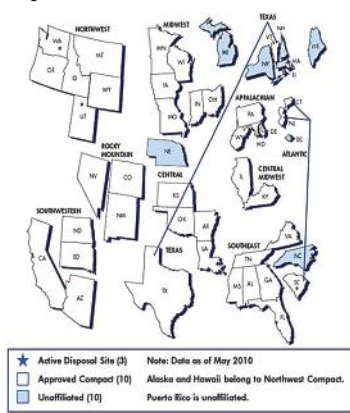 TEXAS
NORTHWEST
MIDWEST
WA
MT
OR
ID
WY
UT
MN
WI
IA
MO
IN
OH
MI
VT
NH
NY
MA
RI
ME
APPALACHIAN
PA
WV
MD
DE
CT
NJ
DC
ATLANTIC
ROCKY
MOUNTAIN
NV
CO
NM
NE
CENTRAL
KS
OK
AR
LA
CENTRAL
MIDWEST
IL
KY
SOUTHWESTERN
CA
ND
SD
AZ
TEXAS
TX
SOUTHEAST
VA
TN
NC
SC
MS
AL
GA
FL
Active Disposal Site (3) Note: Data as of May 2010
Approved Compact (10) Alaska and Hawaii belong to Northwest Compact.
Unaffiliated (10) Puerto Rico is unaffiliated.